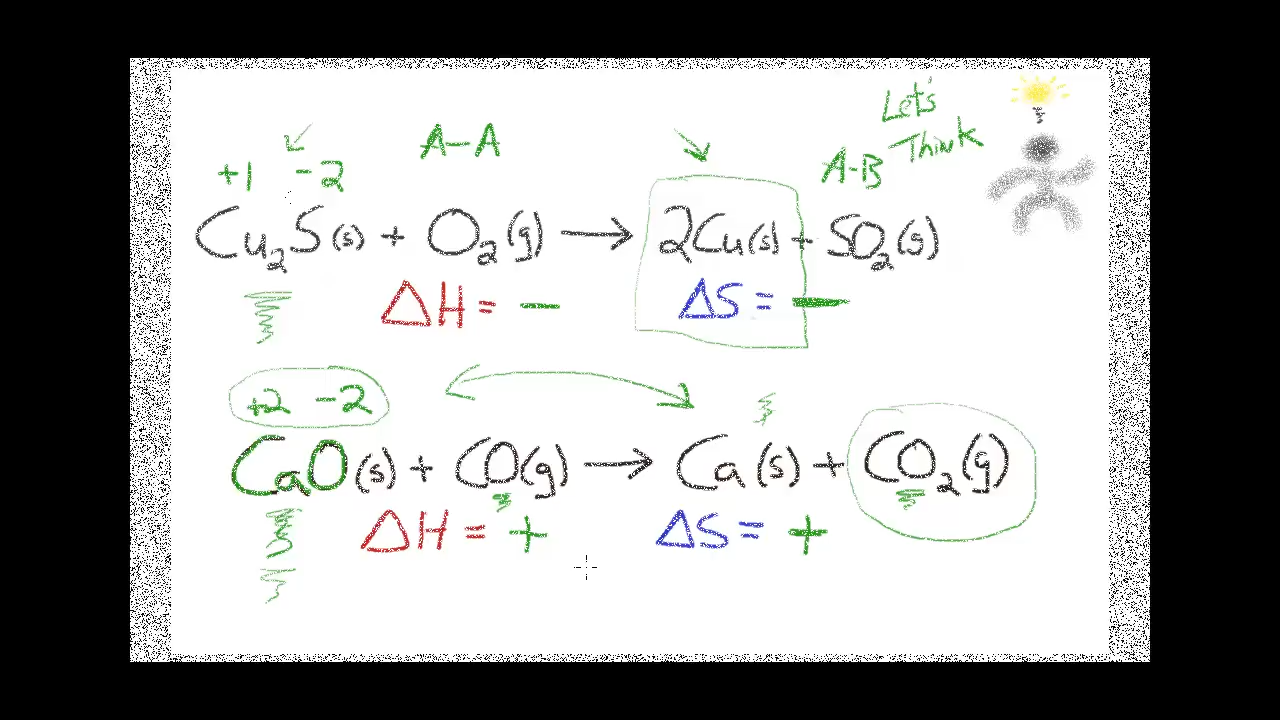 Let's
Think
A-A
A-B
+1 -2
Cu₂S(s) + O₂(g) → 2Cu(s) + SO₂(g)
ΔH = - ΔS = -
+2 -2
CaO(s) + CO(g) → Ca(s) + CO₂(g)
ΔH = + ΔS = +